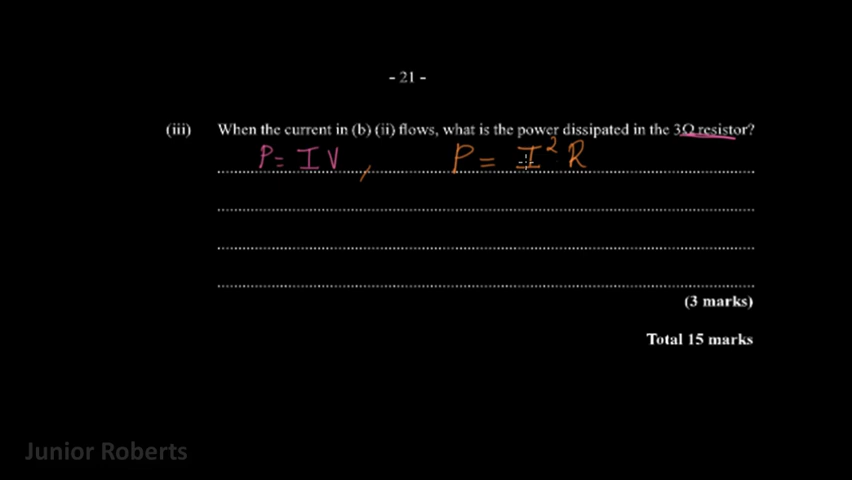 - 21 -
(iii) When the current in (b) (ii) flows, what is the power dissipated in the 3Ω resistor?
P = I V , P = I² R
(3 marks)
Total 15 marks
Junior Roberts